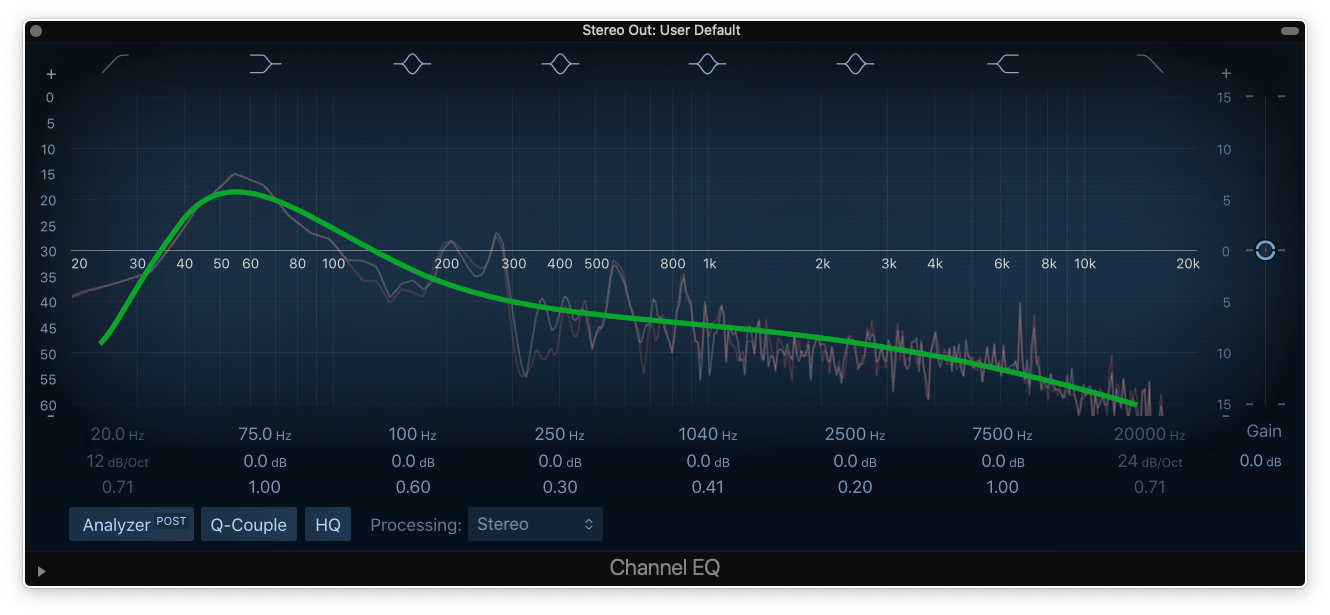 Stereo Out: User Default
+ +
0 15
5
10 10
15
20 5
25
30 0
20 30 40 50 60 80 100 200 300 400 500 800 1k 2k 3k 4k 6k 8k 10k 20k
35
40 5
45
50 10
55
60 15
- -
20.0 Hz 75.0 Hz 100 Hz 250 Hz 1040 Hz 2500 Hz 7500 Hz 20000 Hz Gain
12 dB/Oct 0.0 dB 0.0 dB 0.0 dB 0.0 dB 0.0 dB 0.0 dB 24 dB/Oct 0.0 dB
0.71 1.00 0.60 0.30 0.41 0.20 1.00 0.71
Analyzer POST Q-Couple HQ Processing: Stereo
Channel EQ